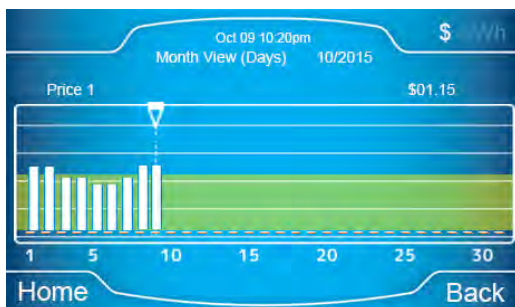 Oct 09 10:20pm
$ kWh
Month View (Days) 10/2015
Price 1 $01.15
1 5 10 15 20 25 30
Home Back